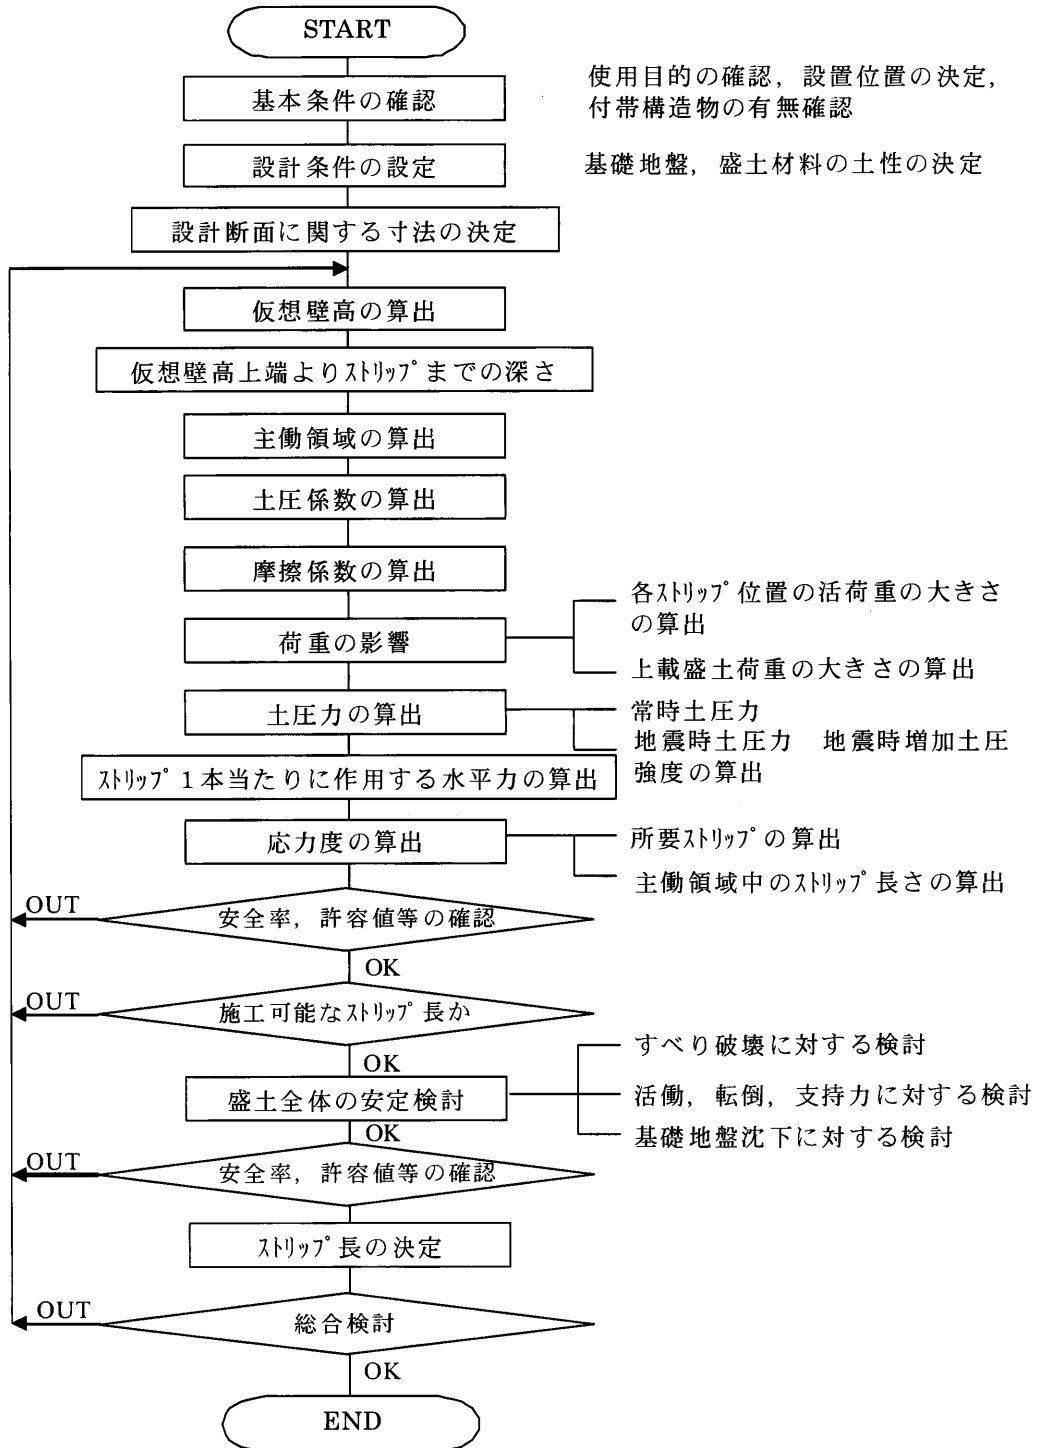 START
基本条件の確認
使用目的の確認，設置位置の決定，
付帯構造物の有無確認
設計条件の設定
基礎地盤，盛土材料の土性の決定
設計断面に関する寸法の決定
仮想壁高の算出
仮想壁高上端よりｽﾄﾘｯﾌﾟまでの深さ
主働領域の算出
土圧係数の算出
摩擦係数の算出
荷重の影響
各ｽﾄﾘｯﾌﾟ位置の活荷重の大きさ
の算出
上載盛土荷重の大きさの算出
土圧力の算出
常時土圧力
地震時土圧力　地震時増加土圧
強度の算出
ｽﾄﾘｯﾌﾟ１本当たりに作用する水平力の算出
応力度の算出
所要ｽﾄﾘｯﾌﾟの算出
主働領域中のｽﾄﾘｯﾌﾟ長さの算出
OUT
安全率，許容値等の確認
OK
OUT
施工可能なｽﾄﾘｯﾌﾟ長か
OK
盛土全体の安定検討
すべり破壊に対する検討
活働，転倒，支持力に対する検討
基礎地盤沈下に対する検討
OK
OUT
安全率，許容値等の確認
ｽﾄﾘｯﾌﾟ長の決定
OUT
総合検討
OK
END